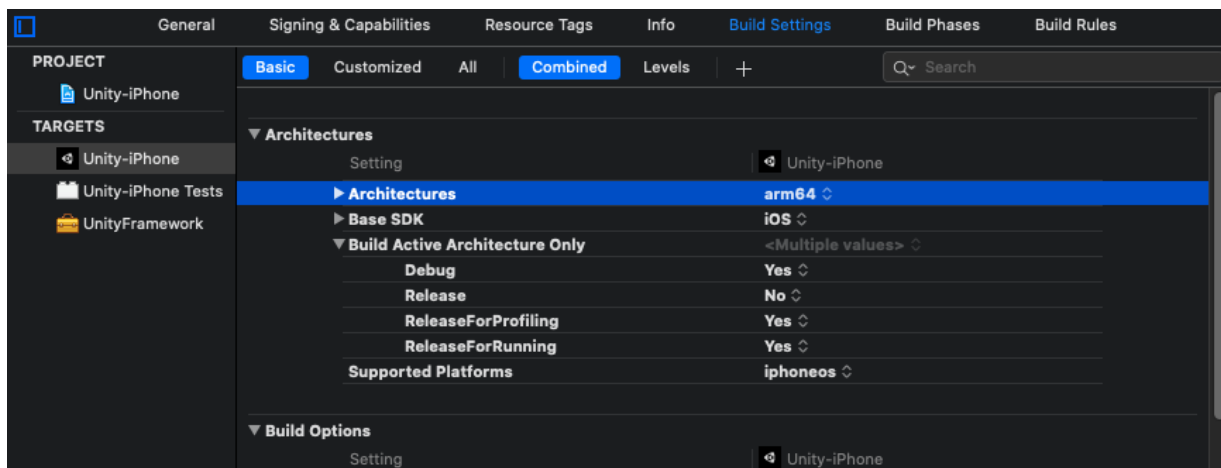 General Signing & Capabilities Resource Tags Info Build Settings Build Phases Build Rules
PROJECT
Unity-iPhone
TARGETS
Unity-iPhone
Unity-iPhone Tests
UnityFramework
Basic Customized All Combined Levels + Search
Architectures
Setting Unity-iPhone
Architectures arm64
Base SDK iOS
Build Active Architecture Only <Multiple values>
Debug Yes
Release No
ReleaseForProfiling Yes
ReleaseForRunning Yes
Supported Platforms iphoneos
Build Options
Setting Unity-iPhone